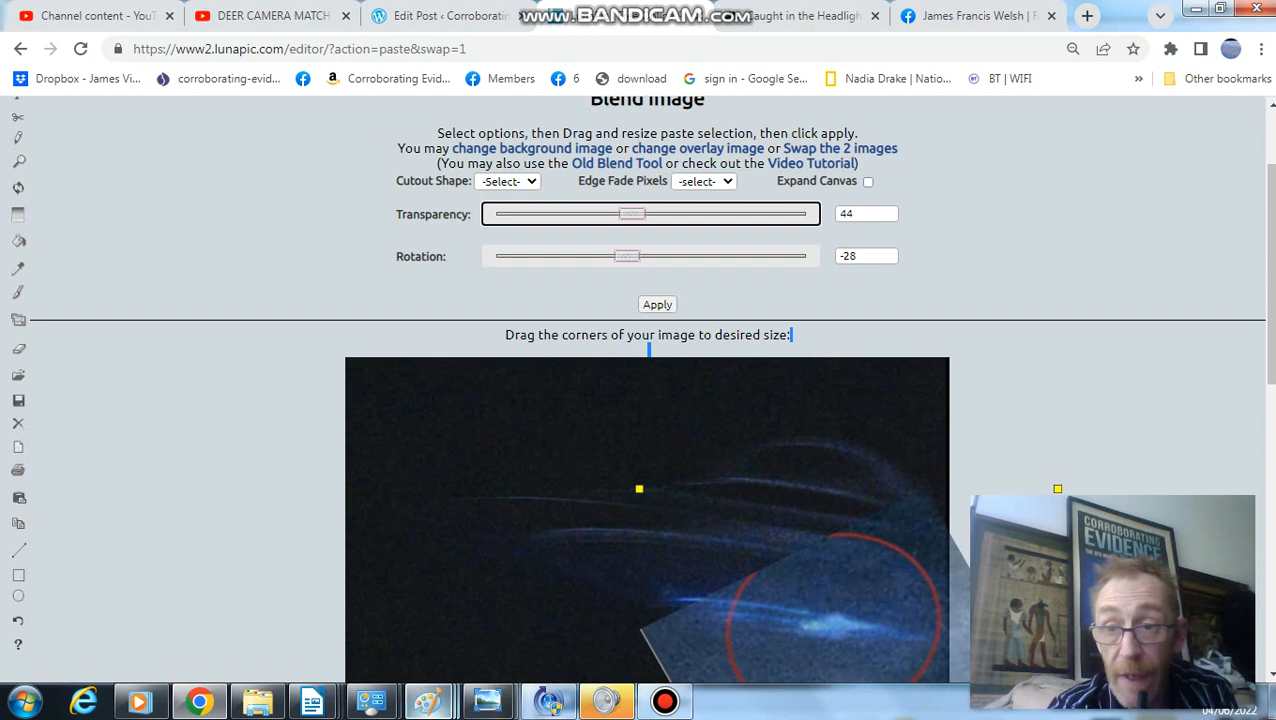 Channel content - YouT
DEER CAMERA MATCH
Edit Post ‹ Corroborating
www.BANDICAM.com
aught in the Headligh
James Francis Welsh | F
https://www2.lunapic.com/editor/?action=paste&swap=1
Dropbox - James Vi...
corroborating-evid...
Corroborating Evid...
Members
6
download
sign in - Google Se...
Nadia Drake | Natio...
BT | WIFI
»
Other bookmarks
Blend Image
Select options, then Drag and resize paste selection, then click apply.
You may change background image or change overlay image or Swap the 2 images
(You may also use the Old Blend Tool or check out the Video Tutorial)
Cutout Shape: -Select- Edge Fade Pixels -select- Expand Canvas
Transparency: 44
Rotation: -28
Apply
Drag the corners of your image to desired size:
CORROBORATING
EVIDENCE
04/06/2022